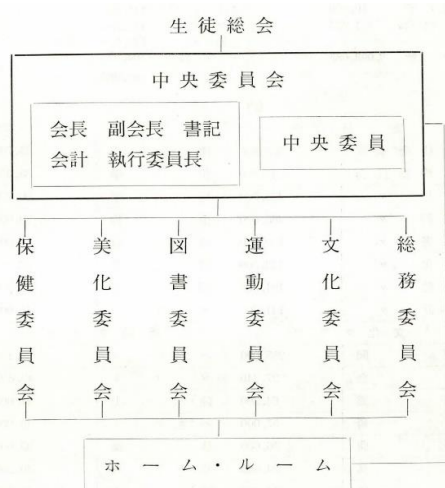 生徒総会
中央委員会
会長 副会長 書記
会計 執行委員長
中央委員
総務委員会
文化委員会
運動委員会
図書委員会
美化委員会
保健委員会
ホーム・ルーム